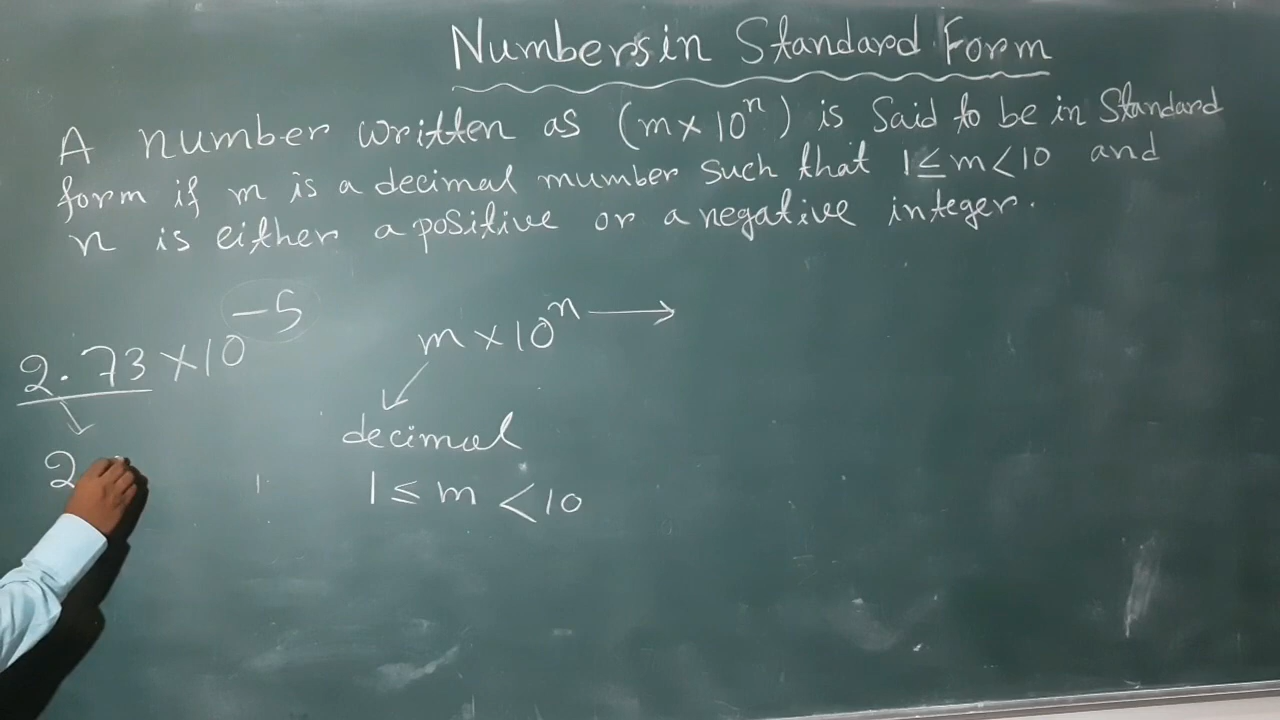 Numbers in Standard Form
A number written as (m×10ⁿ) is Said to be in Standard
form if m is a decimal mumber such that 1≤m<10 and
n is either a positive or a negative integer.
2.73×10⁻⁵
m×10ⁿ →
decimal
2
1≤m<10